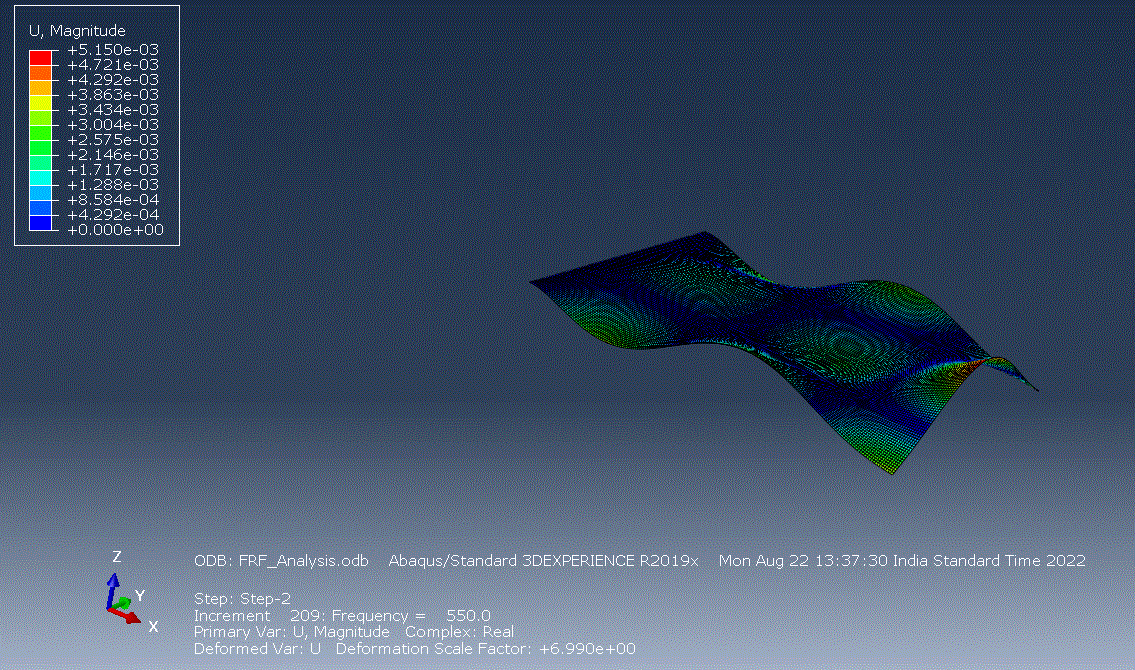 U, Magnitude
+5.150e-03
+4.721e-03
+4.292e-03
+3.863e-03
+3.434e-03
+3.004e-03
+2.575e-03
+2.146e-03
+1.717e-03
+1.288e-03
+8.584e-04
+4.292e-04
+0.000e+00
Z
Y
X
ODB: FRF_Analysis.odb Abaqus/Standard 3DEXPERIENCE R2019x Mon Aug 22 13:37:30 India Standard Time 2022
Step: Step-2
Increment 209: Frequency = 550.0
Primary Var: U, Magnitude Complex: Real
Deformed Var: U Deformation Scale Factor: +6.990e+00